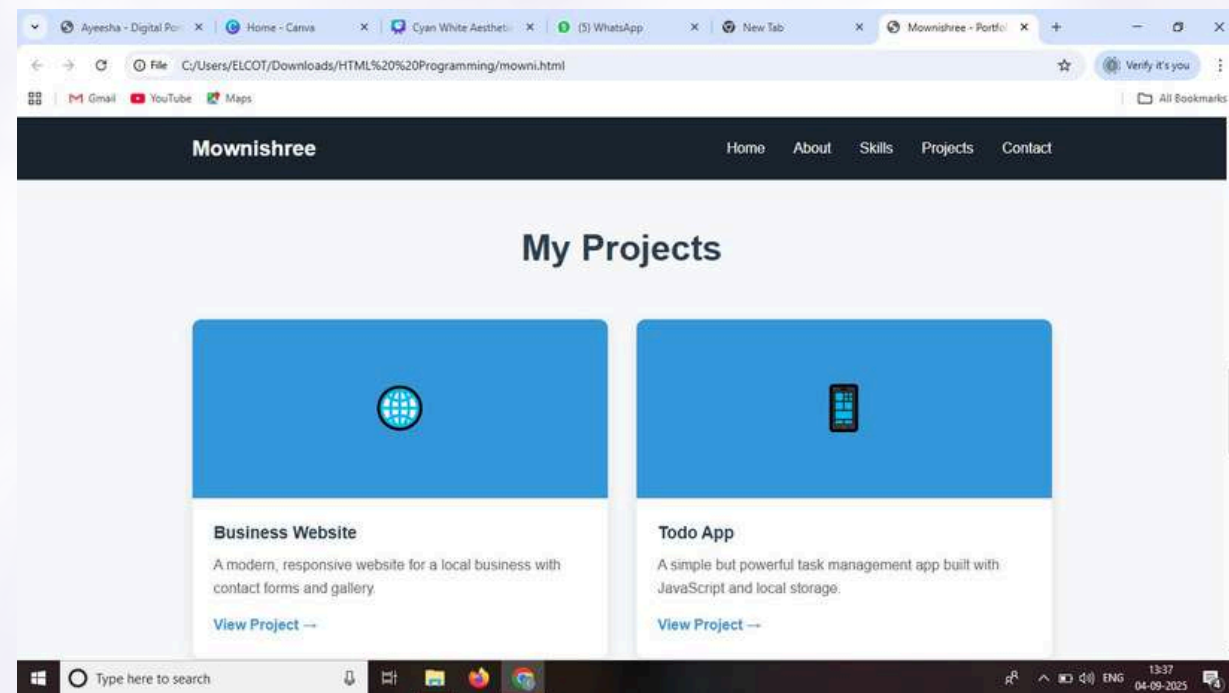 Ayeesha - Digital Por
Home - Canva
Cyan White Aestheti
(5) WhatsApp
New Tab
Mownishree - Portfol
File C:/Users/ELCOT/Downloads/HTML%20%20Programming/mowni.html
Verify it's you
Gmail YouTube Maps
All Bookmarks
Mownishree
Home About Skills Projects Contact
My Projects
Business Website
A modern, responsive website for a local business with
contact forms and gallery.
View Project →
Todo App
A simple but powerful task management app built with
JavaScript and local storage.
View Project →
Type here to search
ENG
13:37
04-09-2025